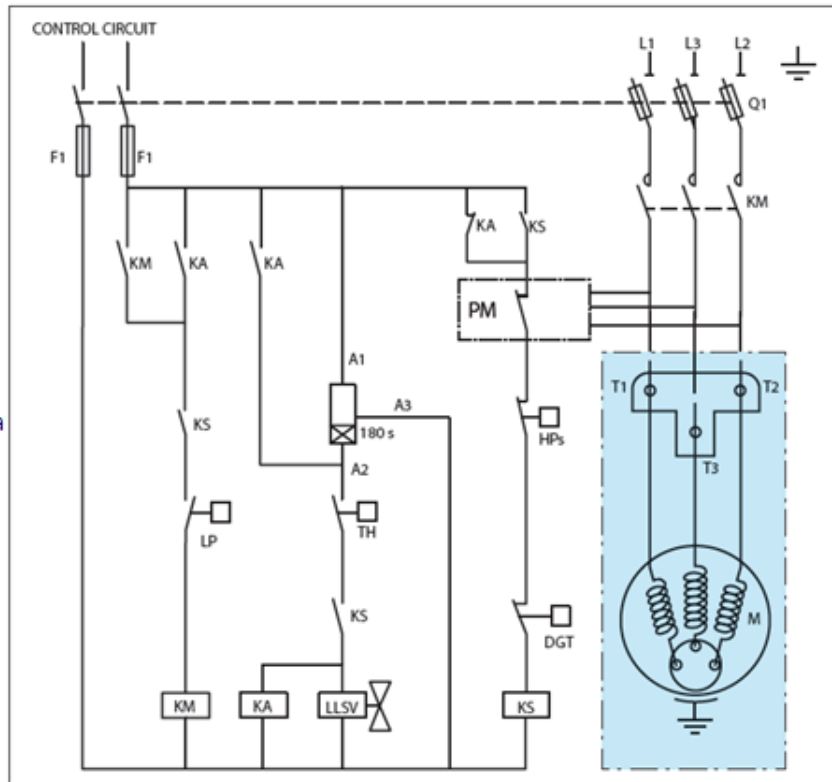 CONTROL CIRCUIT
L1 L3 L2
Q1
F1 F1
KM
KA KS
KM KA KA
PM
A1
T1 T2
A3
180 s
HPs
KS
A2
T3
a
LP
TH
M
KS
DGT
KM KA LLSV KS